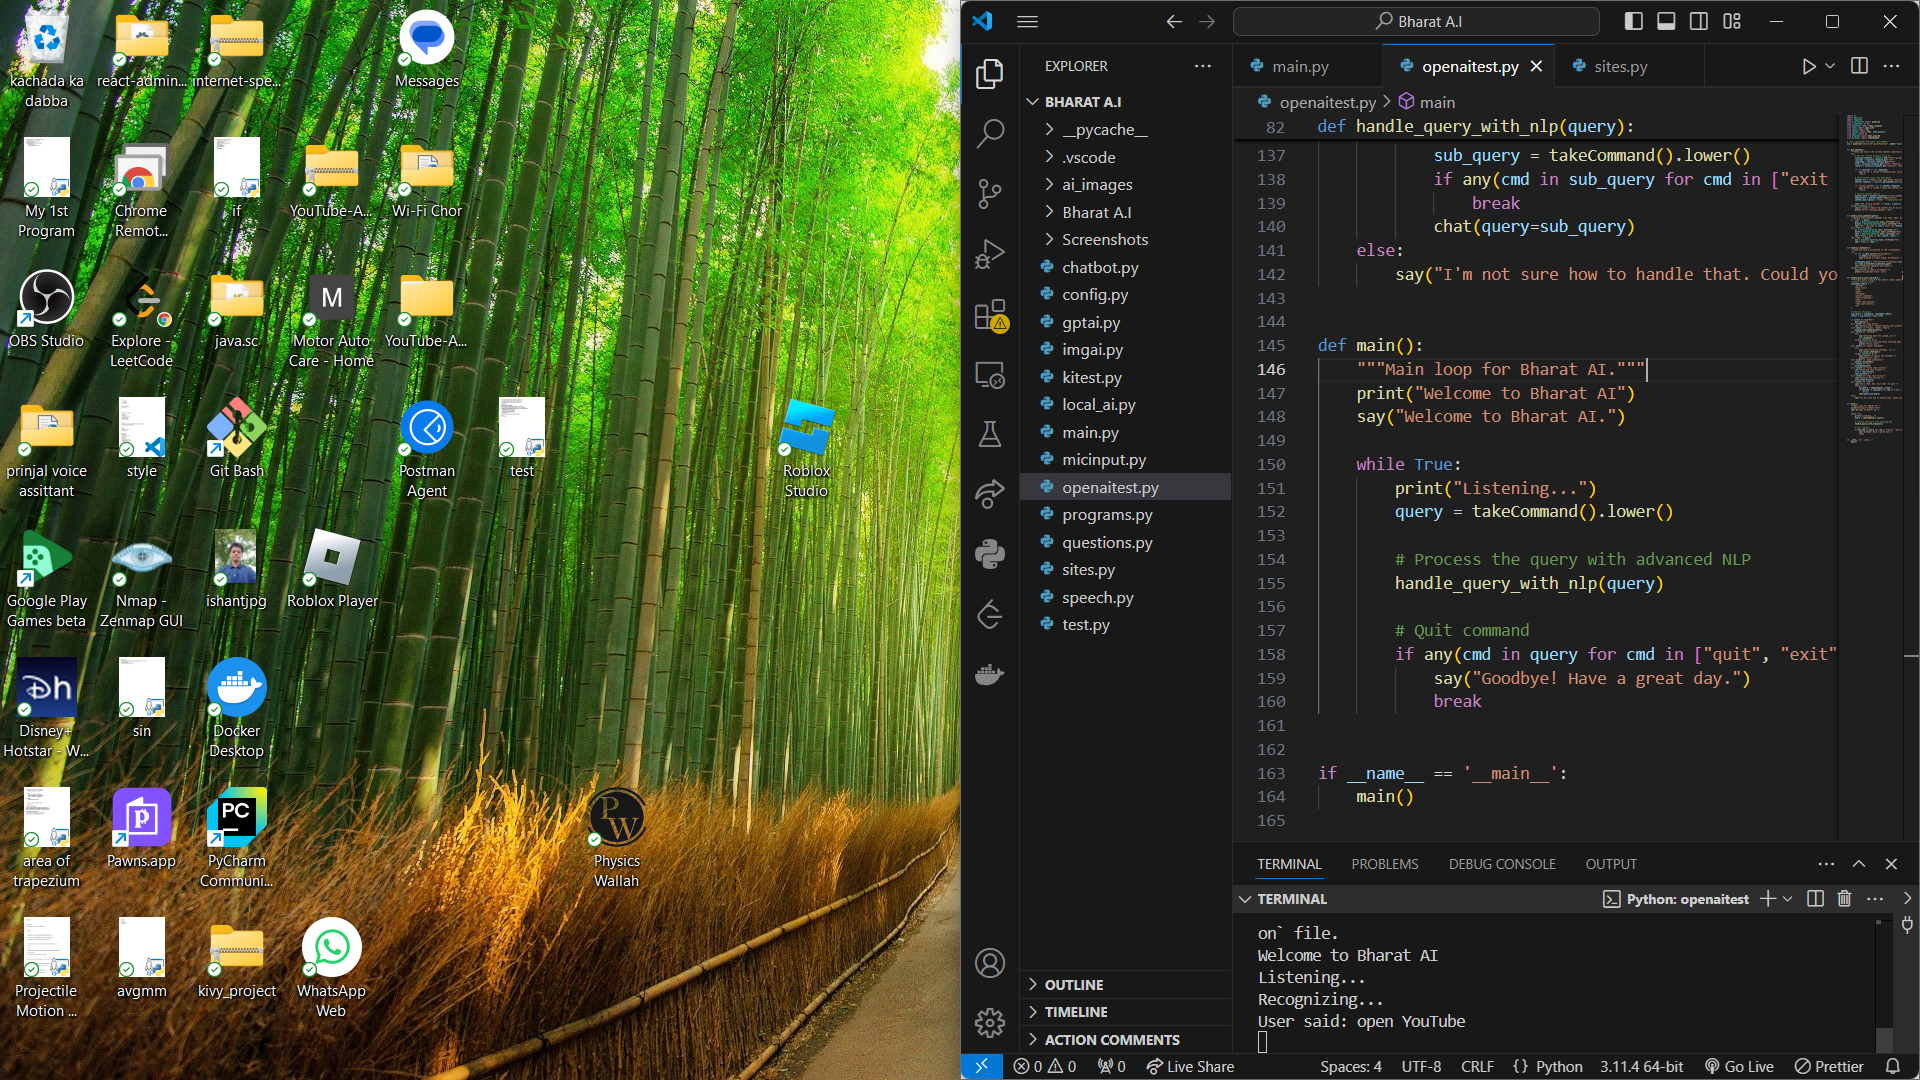 kachada ka
dabba
react-admin...
internet-spe...
Messages
My 1st
Program
Chrome
Remot...
if
YouTube-A...
Wi-Fi Chor
OBS Studio
Explore -
LeetCode
java.sc
M
Motor Auto
Care - Home
YouTube-A...
prinjal voice
assittant
style
Git Bash
Postman
Agent
test
Roblox
Studio
Google Play
Games beta
Nmap -
Zenmap GUI
ishantjpg
Roblox Player
Disney+
Hotstar - W...
sin
Docker
Desktop
area of
trapezium
Pawns.app
PC
PyCharm
Communi...
PW
Physics
Wallah
Projectile
Motion ...
avgmm
kivy_project
WhatsApp
Web
Bharat A.I
EXPLORER
BHARAT A.I
__pycache__
.vscode
ai_images
Bharat A.I
Screenshots
chatbot.py
config.py
gptai.py
imgai.py
kitest.py
local_ai.py
main.py
micinput.py
openaitest.py
programs.py
questions.py
sites.py
speech.py
test.py
OUTLINE
TIMELINE
ACTION COMMENTS
main.py openaitest.py sites.py
openaitest.py > main
82 def handle_query_with_nlp(query):
137 sub_query = takeCommand().lower()
138 if any(cmd in sub_query for cmd in ["exit
139 break
140 chat(query=sub_query)
141 else:
142 say("I'm not sure how to handle that. Could yo
143
144
145 def main():
146 """Main loop for Bharat AI."""
147 print("Welcome to Bharat AI")
148 say("Welcome to Bharat AI.")
149
150 while True:
151 print("Listening...")
152 query = takeCommand().lower()
153
154 # Process the query with advanced NLP
155 handle_query_with_nlp(query)
156
157 # Quit command
158 if any(cmd in query for cmd in ["quit", "exit"
159 say("Goodbye! Have a great day.")
160 break
161
162
163 if __name__ == '__main__':
164 main()
165
TERMINAL PROBLEMS DEBUG CONSOLE OUTPUT
TERMINAL Python: openaitest
on` file.
Welcome to Bharat AI
Listening...
Recognizing...
User said: open YouTube
0 0 0 Live Share Spaces: 4 UTF-8 CRLF {} Python 3.11.4 64-bit Go Live Prettier